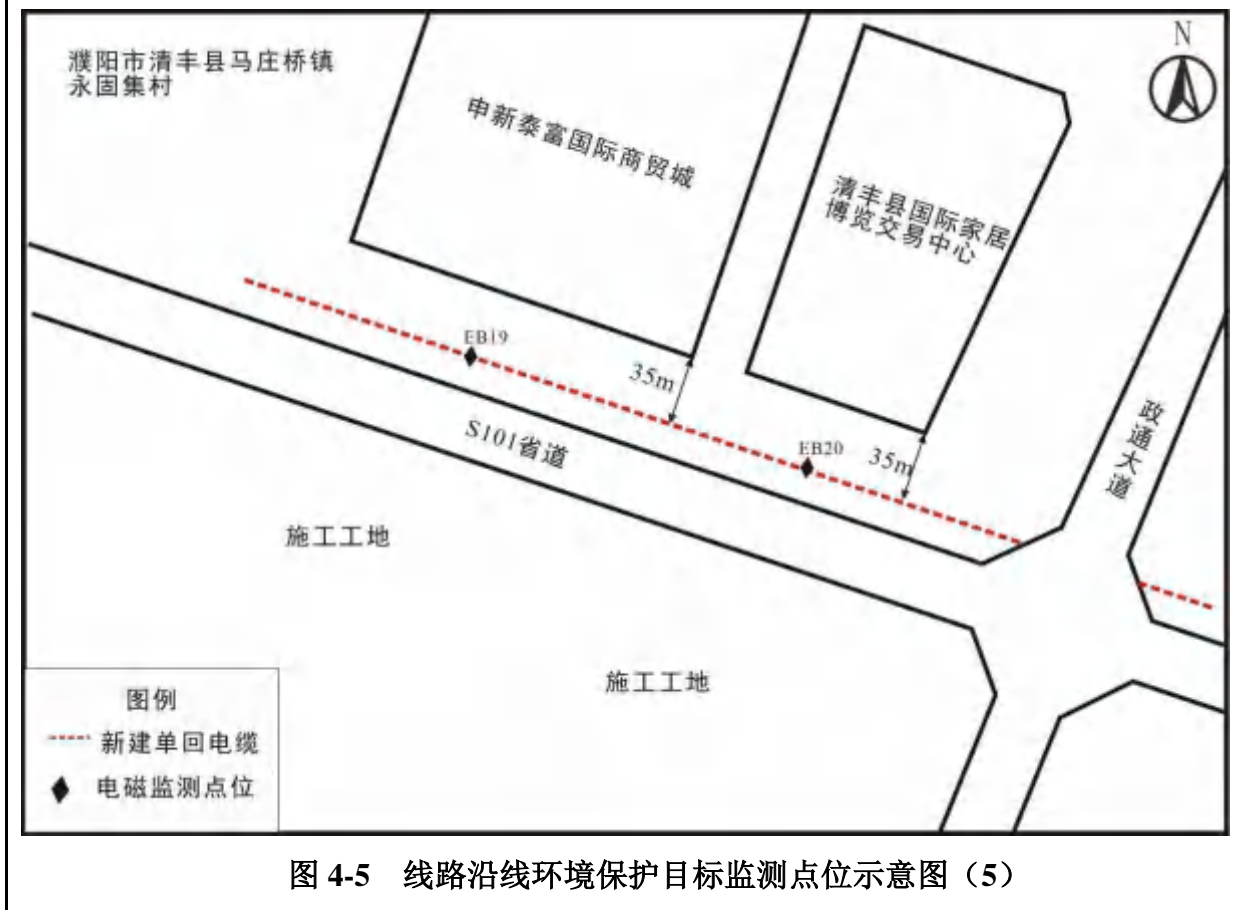 N
濮阳市清丰县马庄桥镇
永固集村
申新泰富国际商贸城
清丰县国际家居
博览交易中心
EB19
35m
EB20
35m
S101省道
政通大道
施工工地
施工工地
图例
新建单回电缆
电磁监测点位
图 4-5 线路沿线环境保护目标监测点位示意图（5）